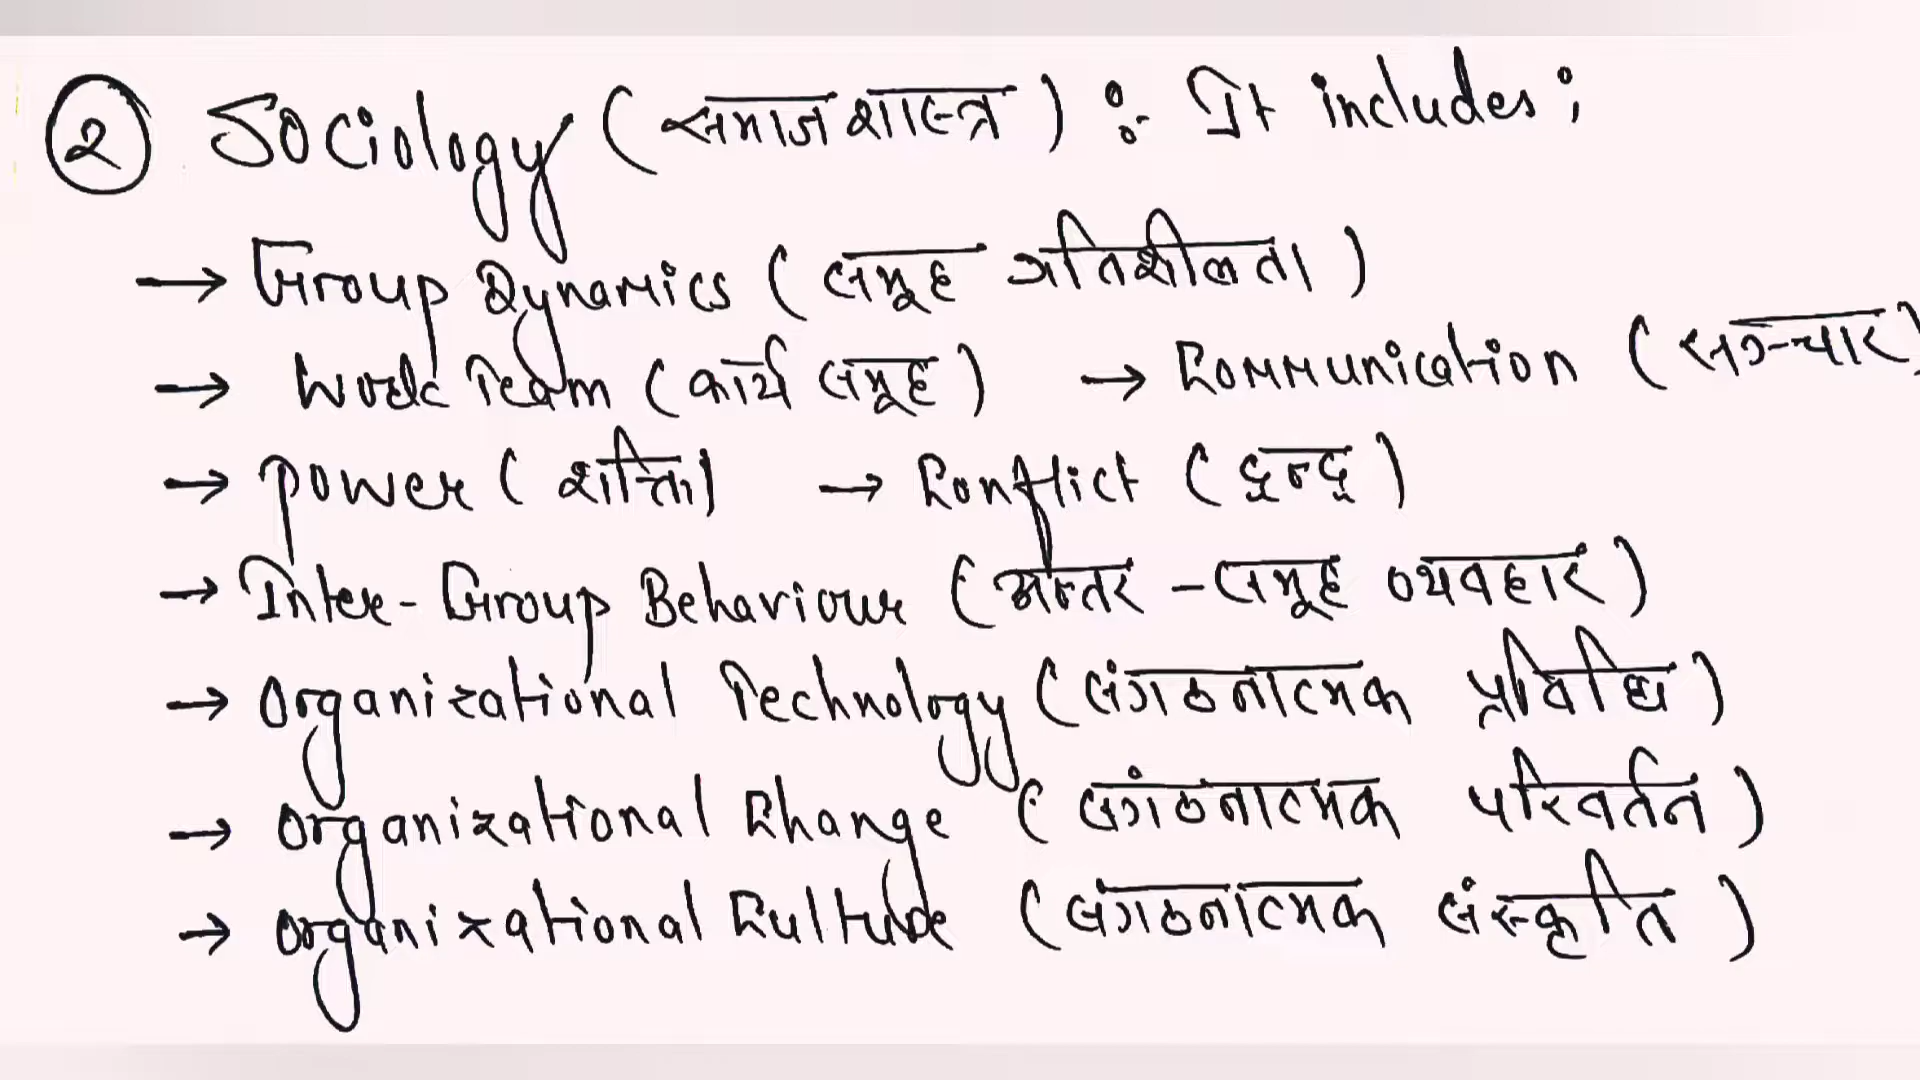 ② Sociology (समाजशास्त्र) :- It includes;
→ Group Dynamics (समूह गतिशीलता)
→ Work Team (कार्य समूह) → Communication (सञ्चार)
→ Power (शक्ति) → Conflict (द्वन्द्व)
→ Inter-Group Behaviour (अन्तर-समूह व्यवहार)
→ Organizational Technology (संगठनात्मक प्रविधि)
→ Organizational Change (संगठनात्मक परिवर्तन)
→ Organizational Culture (संगठनात्मक संस्कृति)